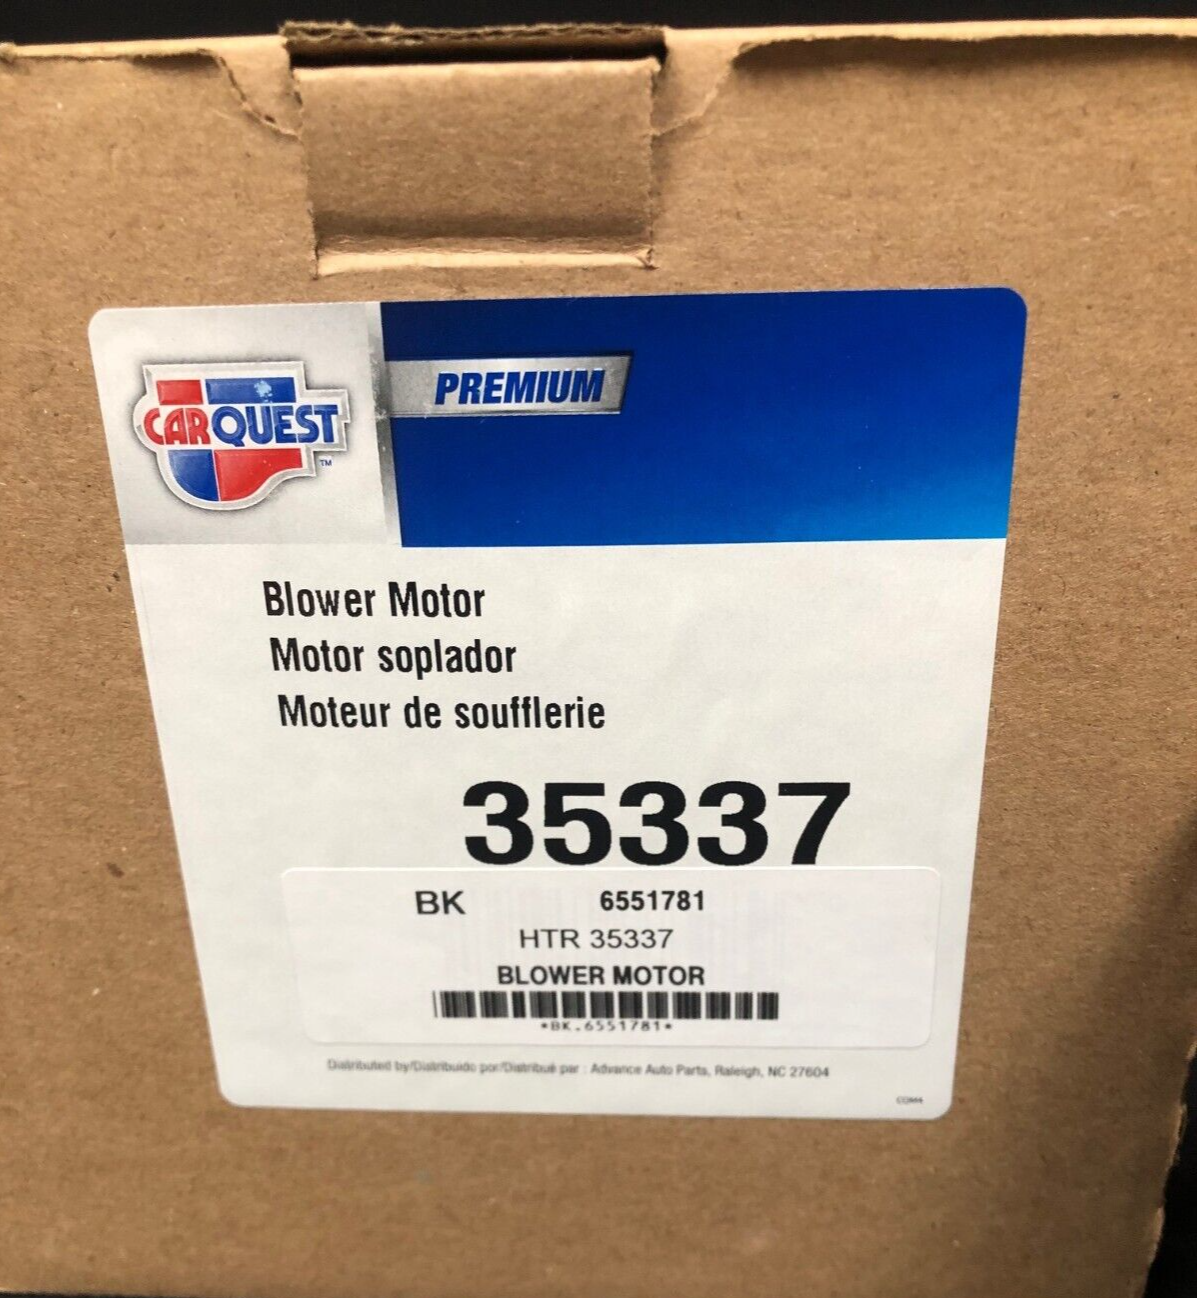 CARQUEST
TM
PREMIUM
Blower Motor
Motor soplador
Moteur de soufflerie
35337
BK 6551781
HTR 35337
BLOWER MOTOR
*BK.6551781*
Distributed by/Distribuido por/Distribué par : Advance Auto Parts, Raleigh, NC 27604